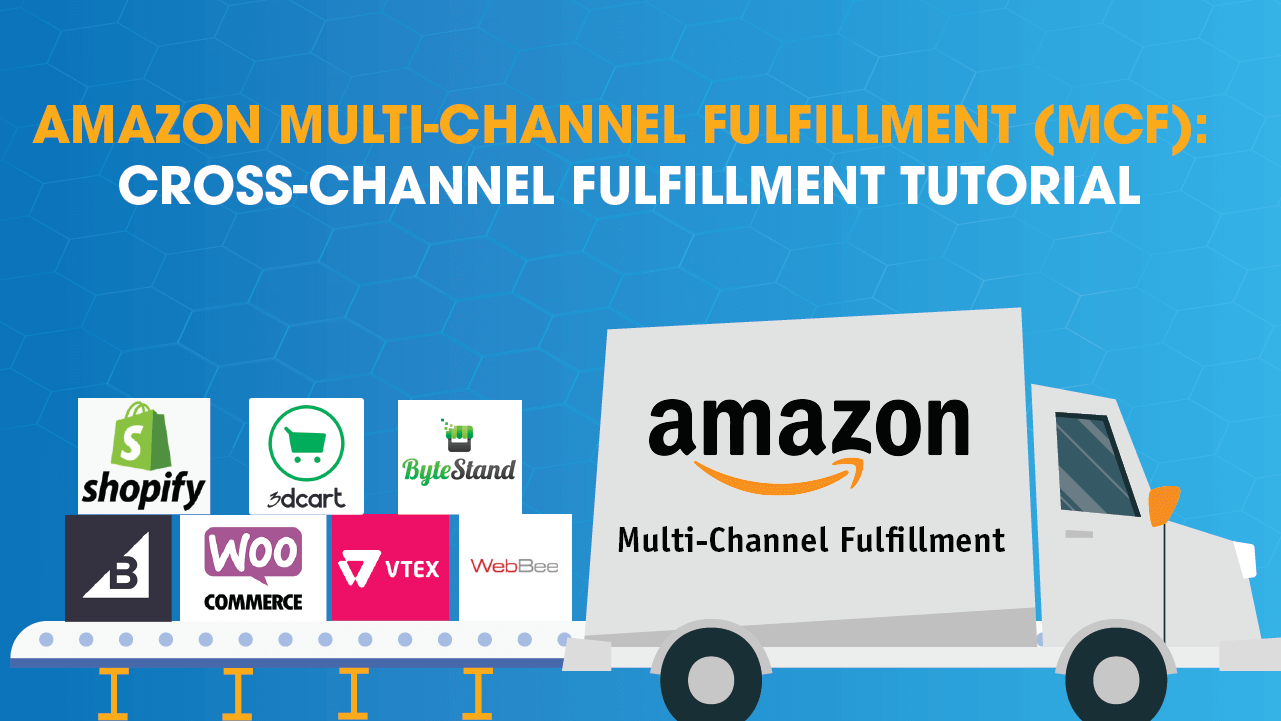 AMAZON MULTI-CHANNEL FULFILLMENT (MCF):
CROSS-CHANNEL FULFILLMENT TUTORIAL
S
shopify
3dcart
ByteStand
B
WOO
COMMERCE
VTEX
WebBee
amazon
Multi-Channel Fulfillment